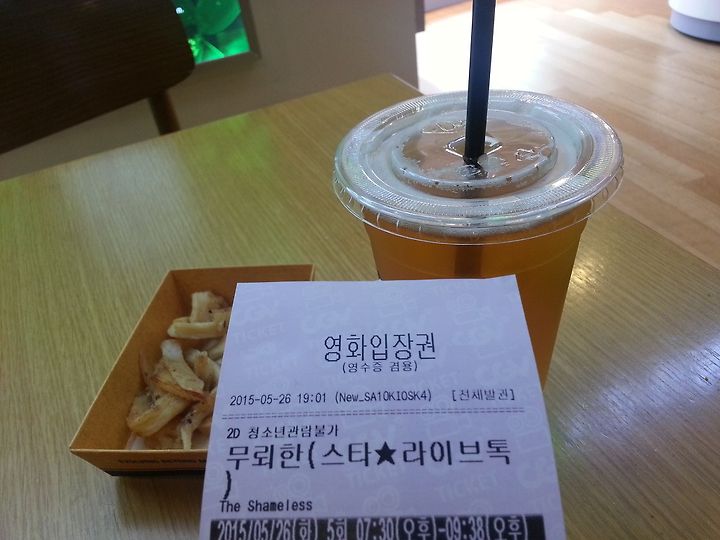 영화입장권
(영수증 겸용)
2015-05-26 19:01 (New_SA10KIOSK4) [전체발권]
2D 청소년관람불가
무뢰한(스타★라이브톡
)
The Shameless
2015/05/26(화) 5회 07:30(오후)-09:38(오후)